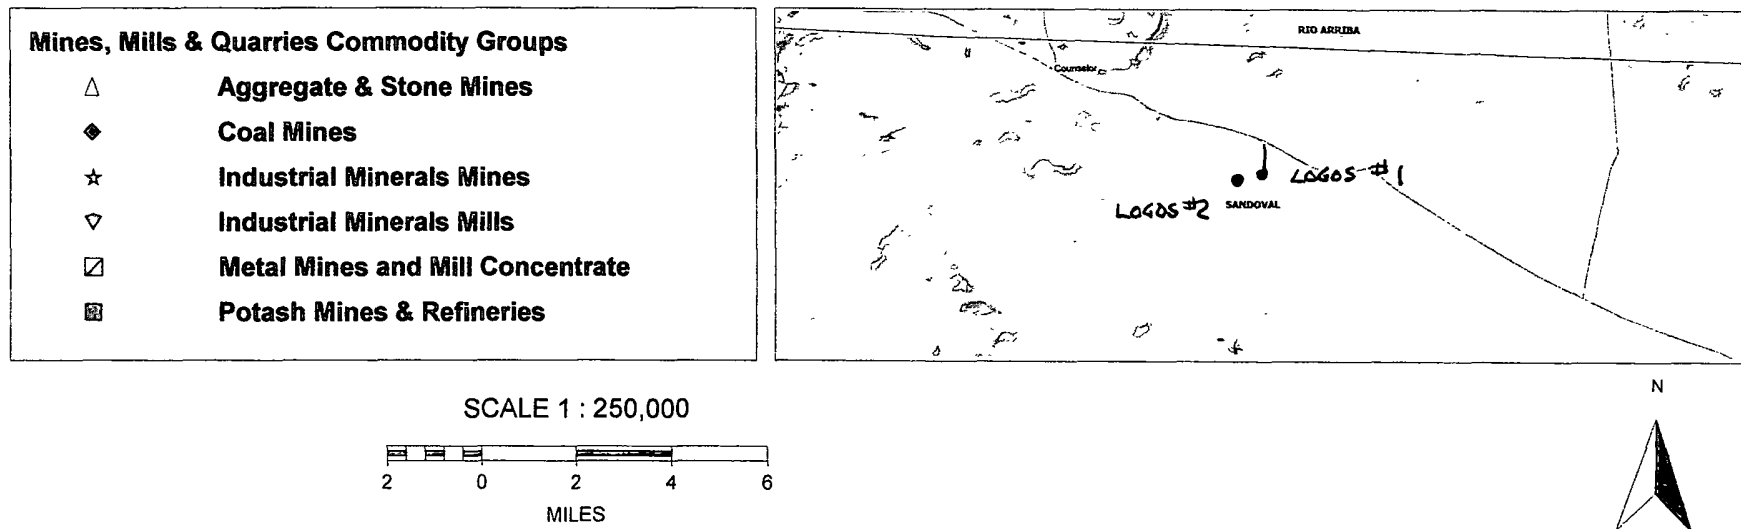 Mines, Mills & Quarries Commodity Groups
Aggregate & Stone Mines
Coal Mines
Industrial Minerals Mines
Industrial Minerals Mills
Metal Mines and Mill Concentrate
Potash Mines & Refineries
RIO ARRIBA
Counselor
LOGOS #1
LOGOS #2
SANDOVAL
SCALE 1 : 250,000
2 0 2 4 6
MILES
N